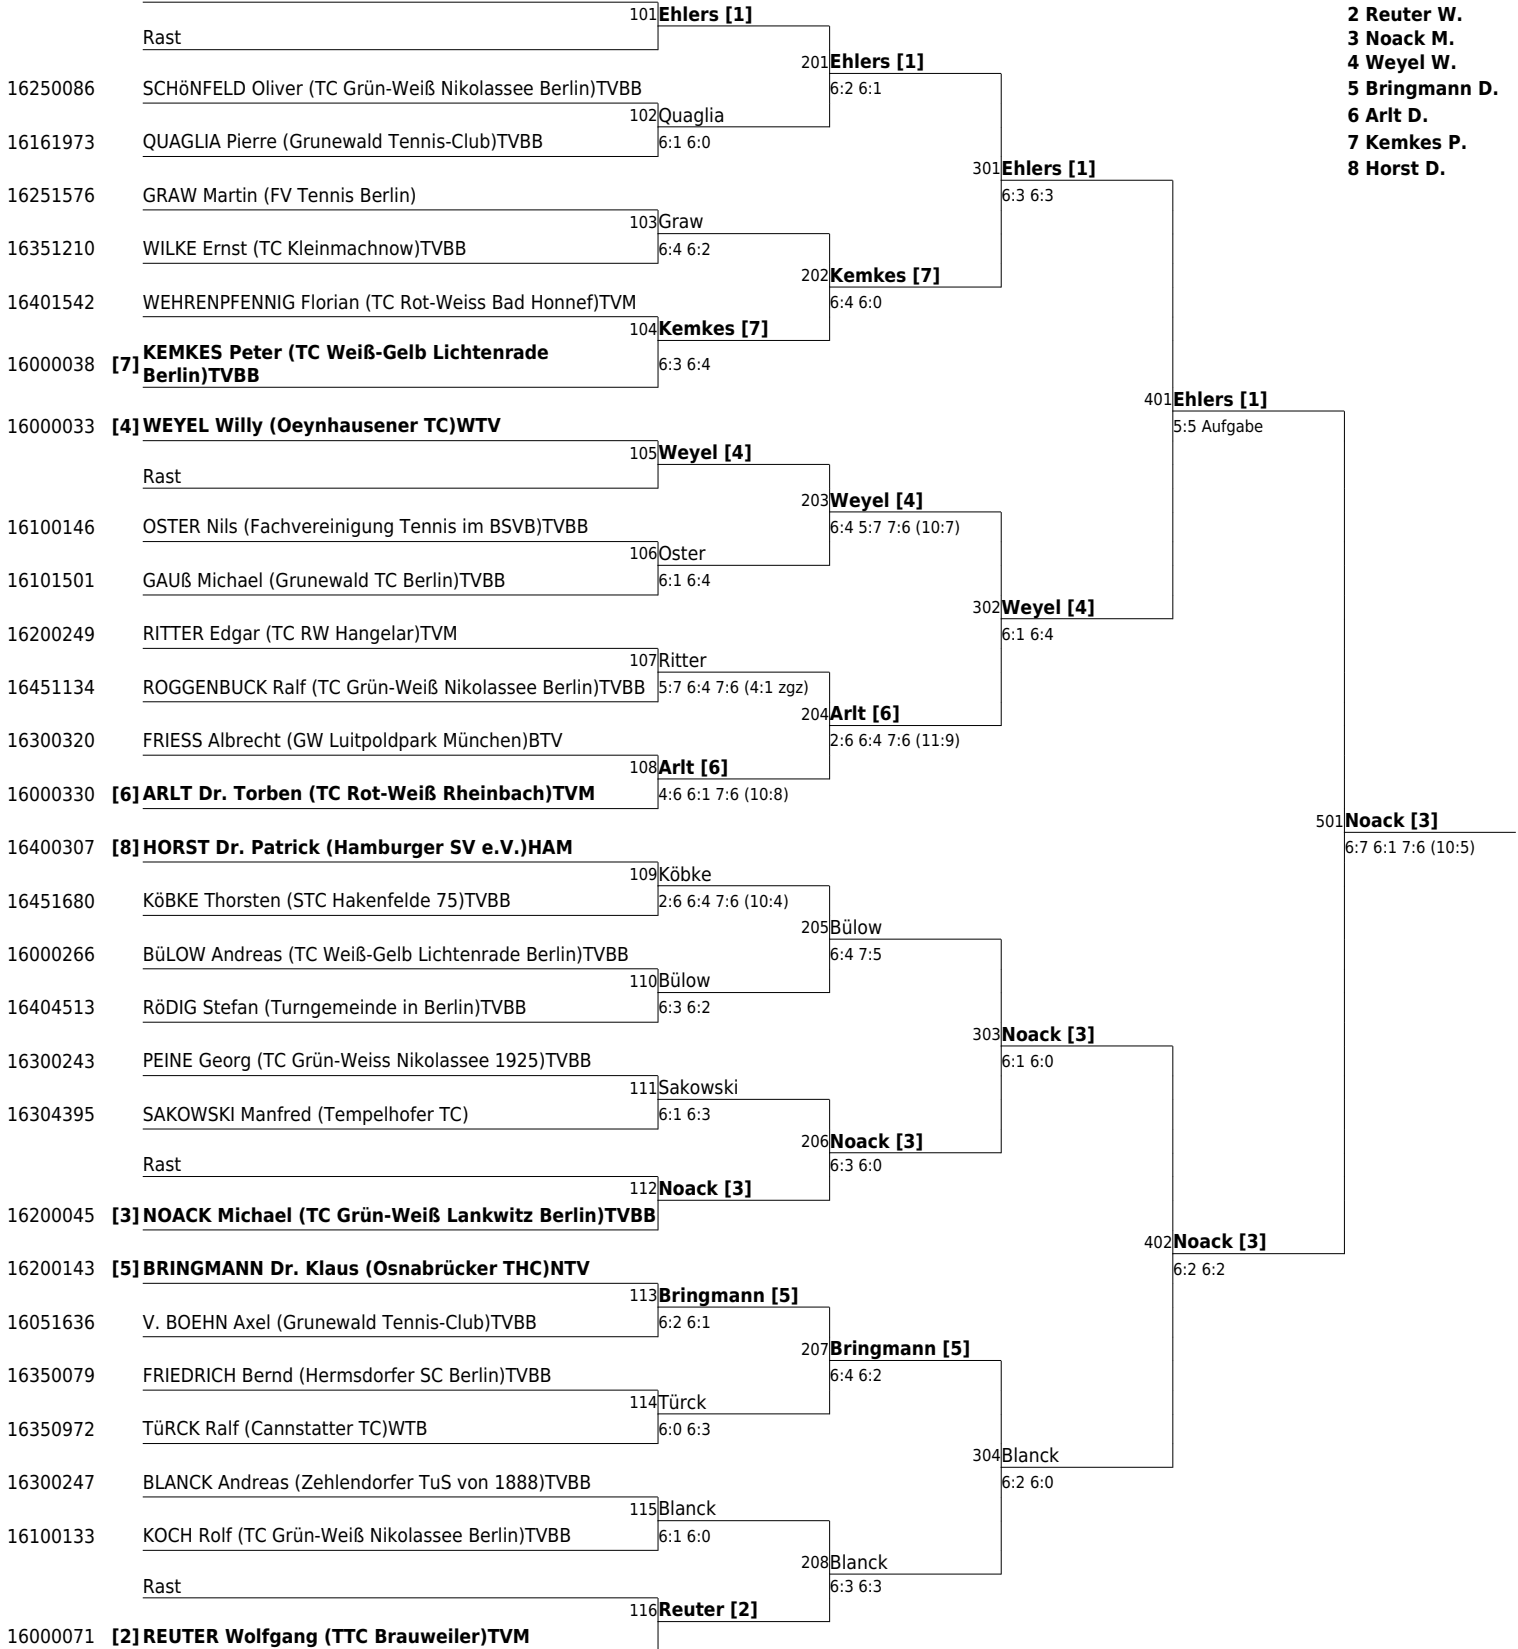 101 Ehlers [1]
2 Reuter W.
Rast
3 Noack M.
201 Ehlers [1]
4 Weyel W.
16250086 SCHöNFELD Oliver (TC Grün-Weiß Nikolassee Berlin)TVBB
6:2 6:1
5 Bringmann D.
102 Quaglia
6 Arlt D.
16161973 QUAGLIA Pierre (Grunewald Tennis-Club)TVBB
6:1 6:0
7 Kemkes P.
301 Ehlers [1]
8 Horst D.
16251576 GRAW Martin (FV Tennis Berlin)
6:3 6:3
103 Graw
16351210 WILKE Ernst (TC Kleinmachnow)TVBB
6:4 6:2
202 Kemkes [7]
16401542 WEHRENPFENNIG Florian (TC Rot-Weiss Bad Honnef)TVM
6:4 6:0
104 Kemkes [7]
16000038 [7] KEMKES Peter (TC Weiß-Gelb Lichtenrade
Berlin)TVBB
6:3 6:4
401 Ehlers [1]
16000033 [4] WEYEL Willy (Oeynhausener TC)WTV
5:5 Aufgabe
105 Weyel [4]
Rast
203 Weyel [4]
16100146 OSTER Nils (Fachvereinigung Tennis im BSVB)TVBB
6:4 5:7 7:6 (10:7)
106 Oster
16101501 GAUß Michael (Grunewald TC Berlin)TVBB
6:1 6:4
302 Weyel [4]
16200249 RITTER Edgar (TC RW Hangelar)TVM
6:1 6:4
107 Ritter
16451134 ROGGENBUCK Ralf (TC Grün-Weiß Nikolassee Berlin)TVBB
5:7 6:4 7:6 (4:1 zgz)
204 Arlt [6]
16300320 FRIESS Albrecht (GW Luitpoldpark München)BTV
2:6 6:4 7:6 (11:9)
108 Arlt [6]
16000330 [6] ARLT Dr. Torben (TC Rot-Weiß Rheinbach)TVM
4:6 6:1 7:6 (10:8)
501 Noack [3]
16400307 [8] HORST Dr. Patrick (Hamburger SV e.V.)HAM
6:7 6:1 7:6 (10:5)
109 Köbke
16451680 KöBKE Thorsten (STC Hakenfelde 75)TVBB
2:6 6:4 7:6 (10:4)
205 Bülow
16000266 BüLOW Andreas (TC Weiß-Gelb Lichtenrade Berlin)TVBB
6:4 7:5
110 Bülow
16404513 RöDIG Stefan (Turngemeinde in Berlin)TVBB
6:3 6:2
303 Noack [3]
16300243 PEINE Georg (TC Grün-Weiss Nikolassee 1925)TVBB
6:1 6:0
111 Sakowski
16304395 SAKOWSKI Manfred (Tempelhofer TC)
6:1 6:3
206 Noack [3]
Rast
6:3 6:0
112 Noack [3]
16200045 [3] NOACK Michael (TC Grün-Weiß Lankwitz Berlin)TVBB
402 Noack [3]
16200143 [5] BRINGMANN Dr. Klaus (Osnabrücker THC)NTV
6:2 6:2
113 Bringmann [5]
16051636 V. BOEHN Axel (Grunewald Tennis-Club)TVBB
6:2 6:1
207 Bringmann [5]
16350079 FRIEDRICH Bernd (Hermsdorfer SC Berlin)TVBB
6:4 6:2
114 Türck
16350972 TüRCK Ralf (Cannstatter TC)WTB
6:0 6:3
304 Blanck
16300247 BLANCK Andreas (Zehlendorfer TuS von 1888)TVBB
6:2 6:0
115 Blanck
16100133 KOCH Rolf (TC Grün-Weiß Nikolassee Berlin)TVBB
6:1 6:0
208 Blanck
Rast
6:3 6:3
116 Reuter [2]
16000071 [2] REUTER Wolfgang (TTC Brauweiler)TVM